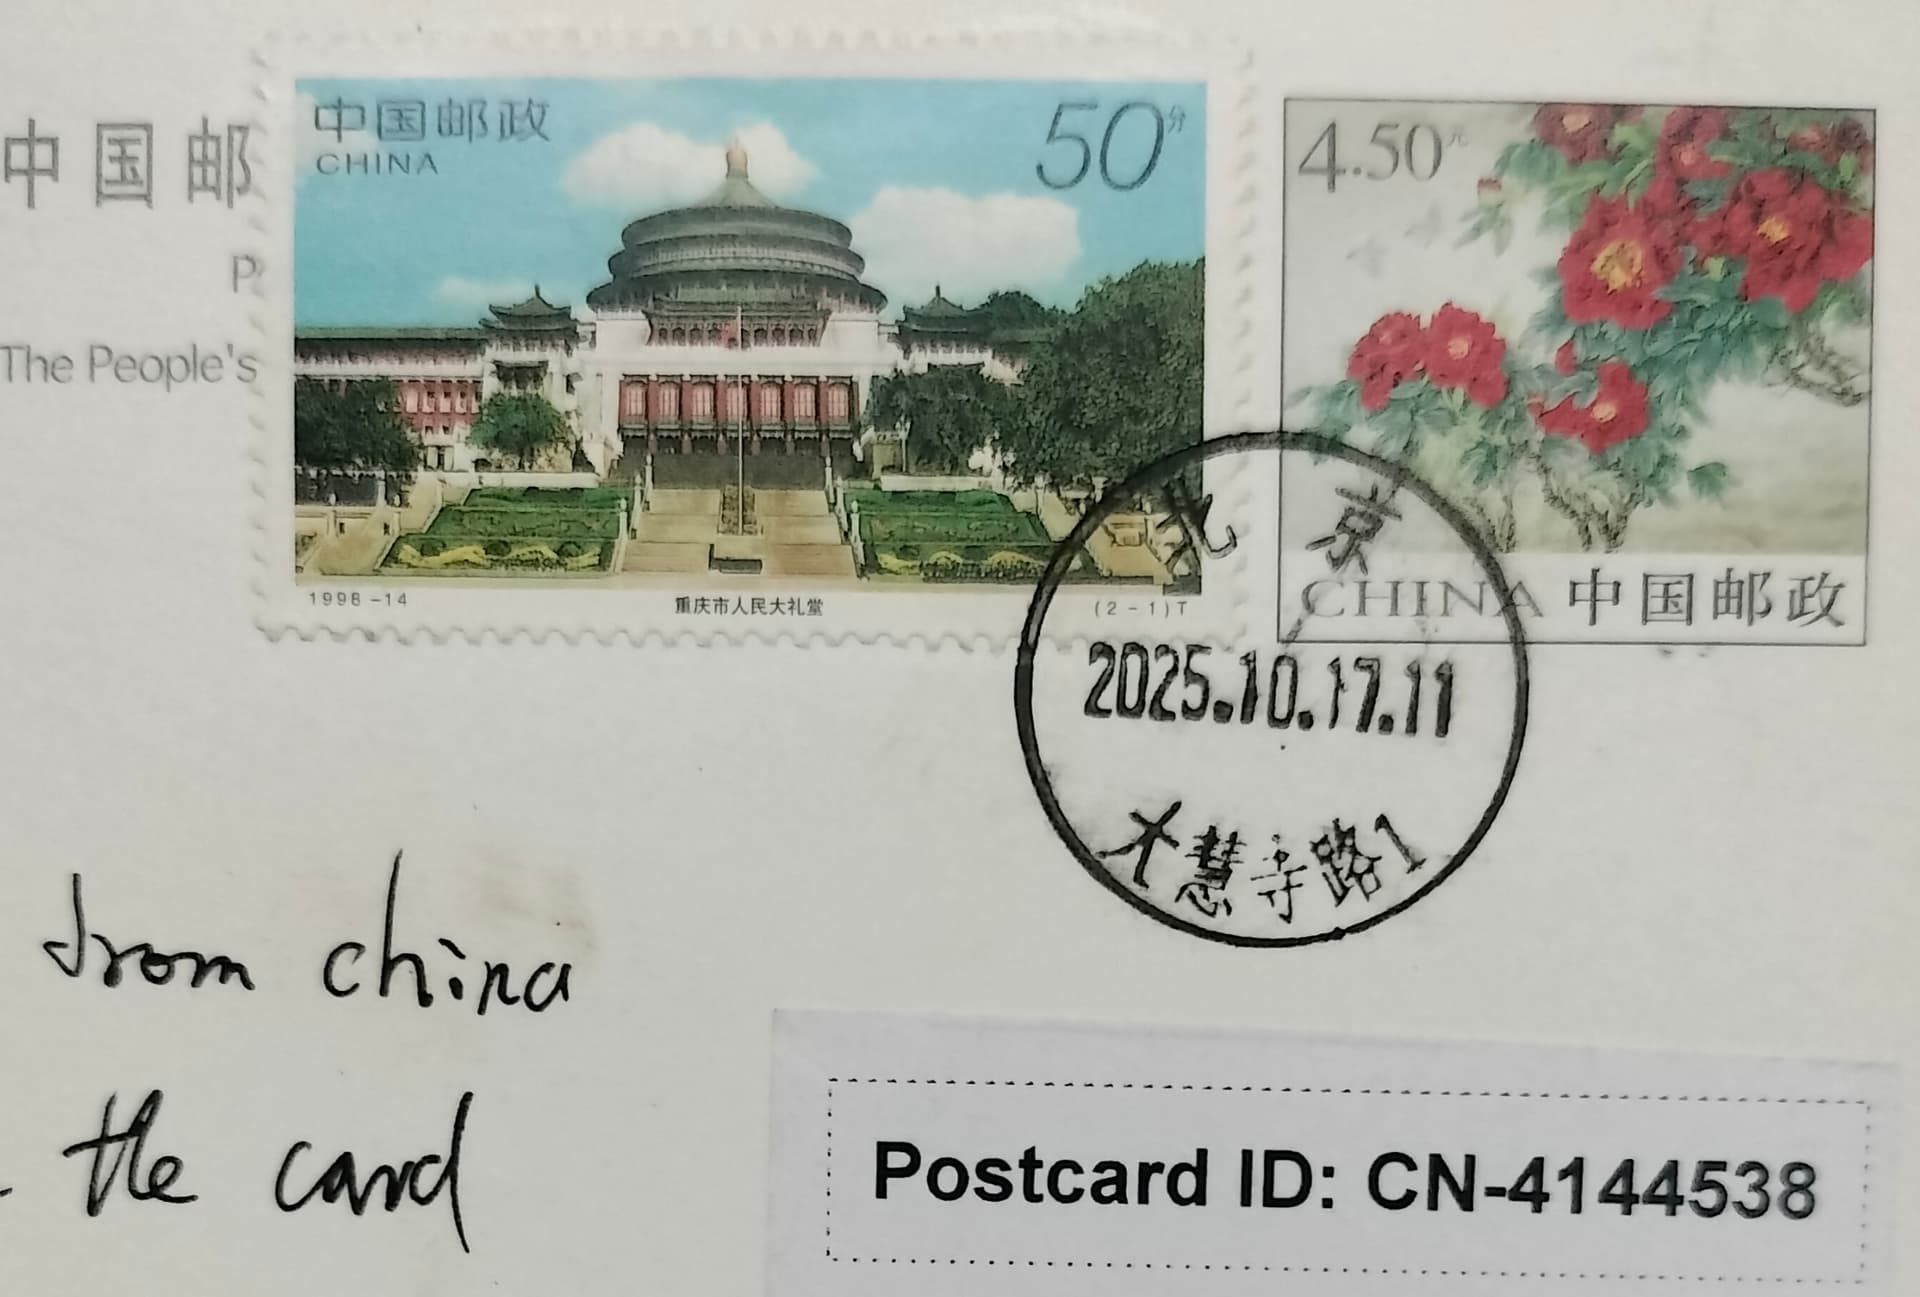 中国邮
P
The People's
中国邮政
CHINA
50分
1998-14
重庆市人民大礼堂
(2-1)T
4.50元
CHINA 中国邮政
北京
2025.10.17.11
大慧寺路1
from china
the card
Postcard ID: CN-4144538